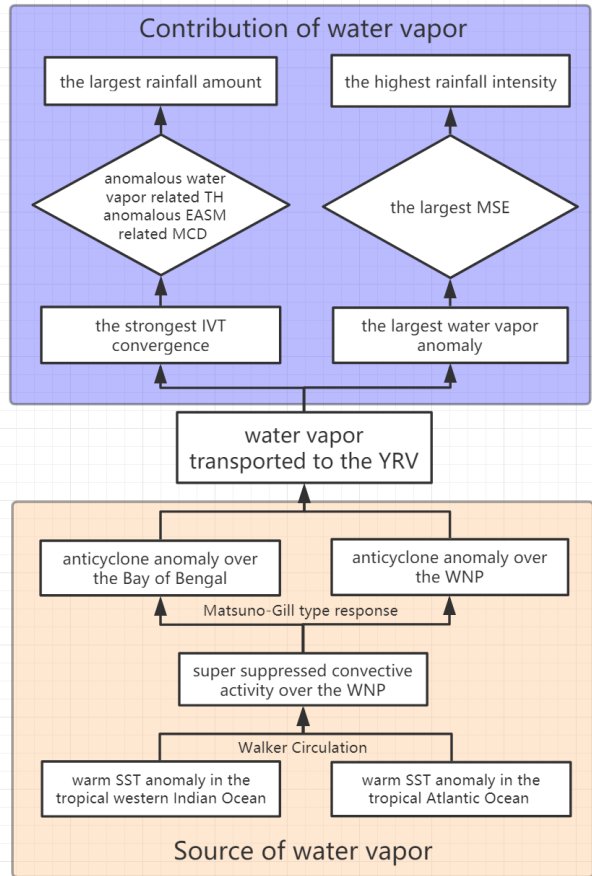 Contribution of water vapor
the largest rainfall amount
the highest rainfall intensity
anomalous water
vapor related TH
anomalous EASM
related MCD
the largest MSE
the strongest IVT
convergence
the largest water vapor
anomaly
water vapor
transported to the YRV
anticyclone anomaly over
the Bay of Bengal
anticyclone anomaly over
the WNP
Matsuno-Gill type response
super suppressed convective
activity over the WNP
Walker Circulation
warm SST anomaly in the
tropical western Indian Ocean
warm SST anomaly in the
tropical Atlantic Ocean
Source of water vapor